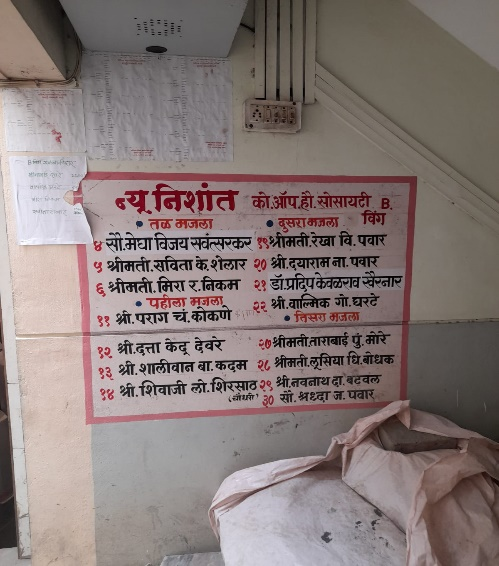 न्यू निशांत को.ऑप.हौ.सोसायटी B. विंग
• तळ मजला
४ सौ.मेघा विजय सवंत्सरकर
५ श्रीमती.सविता के.शेलार
६ श्रीमती.मिरा र.निकम
• पहीला मजला
११ श्री.पराग चं.कोकणे
१२ श्री.दत्ता केदू देवरे
१३ श्री.शालीवान बा.कदम
१४ श्री.शिवाजी लो.शिरसाठ
(चौधरी)
• दुसरा मजला
१९ श्रीमती.रेखा वि.पवार
२० श्री.दयाराम ना.पवार
२१ डॉ.प्रदिप केवळराव खैरनार
२२ श्री.वाल्मिक गो.घरटे
• तिसरा मजला
२७ श्रीमती.ताराबाई पुं.मोरे
२८ श्रीमती.लूसिया धि.बोधक
२९ श्री.नवनाथ दा.बटवल
३० सौ.श्रध्दा ज.पवार